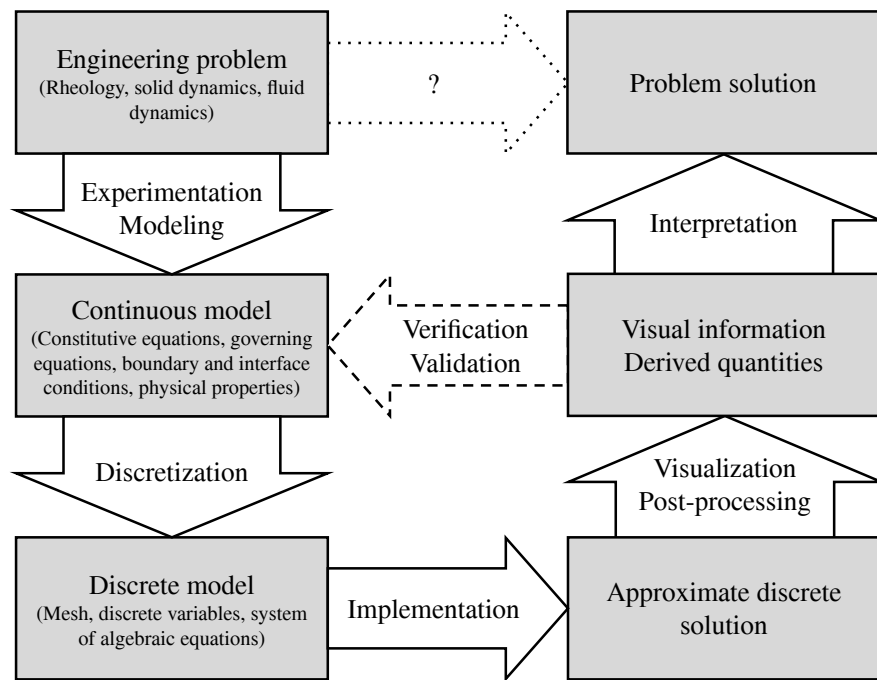 Engineering problem
(Rheology, solid dynamics, fluid
dynamics)
?
Problem solution
Experimentation
Modeling
Interpretation
Continuous model
(Constitutive equations, governing
equations, boundary and interface
conditions, physical properties)
Verification
Validation
Visual information
Derived quantities
Discretization
Visualization
Post-processing
Discrete model
(Mesh, discrete variables, system
of algebraic equations)
Implementation
Approximate discrete
solution